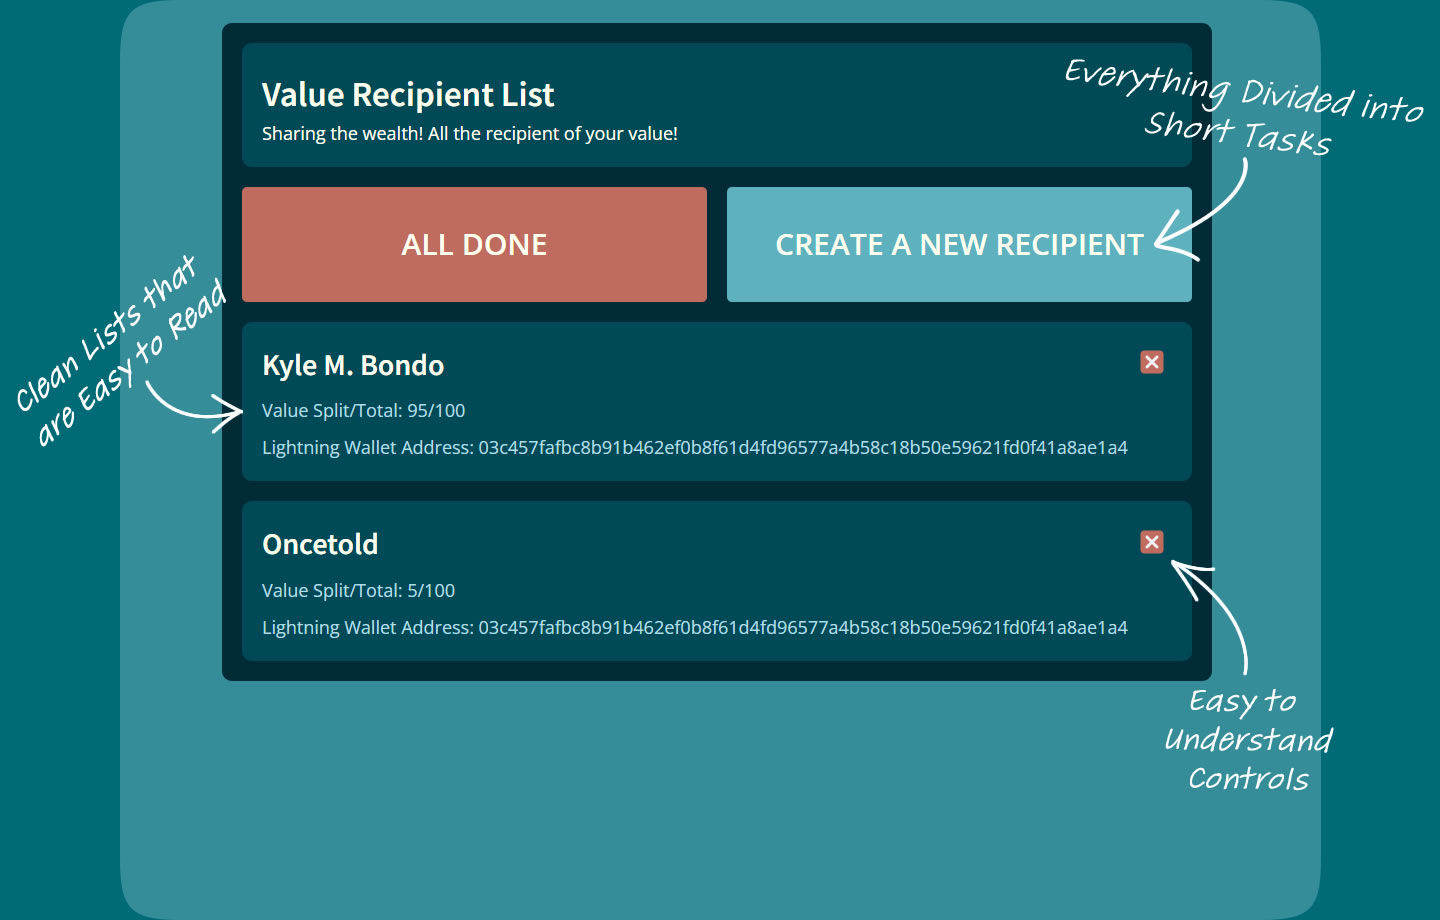 Value Recipient List
Sharing the wealth! All the recipient of your value!
Everything Divided into
Short Tasks
ALL DONE
CREATE A NEW RECIPIENT
Clean Lists that
are Easy to Read
Kyle M. Bondo
Value Split/Total: 95/100
Lightning Wallet Address: 03c457fafbc8b91b462ef0b8f61d4fd96577a4b58c18b50e59621fd0f41a8ae1a4
Oncetold
Value Split/Total: 5/100
Lightning Wallet Address: 03c457fafbc8b91b462ef0b8f61d4fd96577a4b58c18b50e59621fd0f41a8ae1a4
Easy to
Understand
Controls